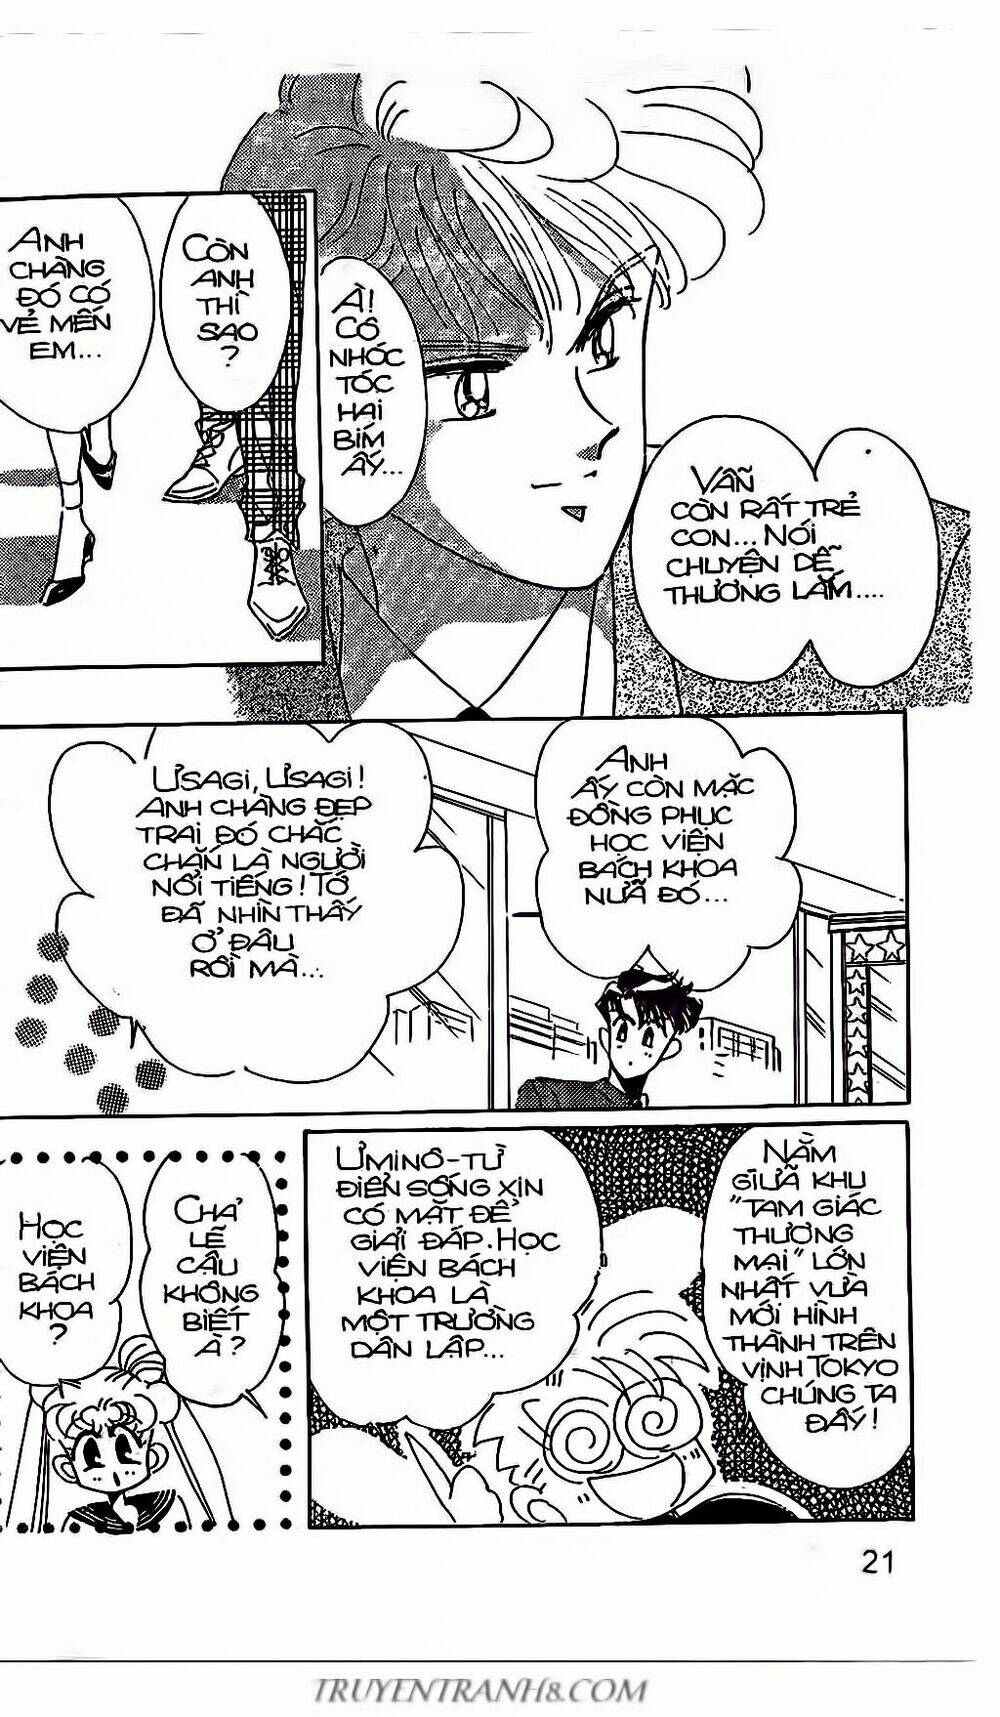 VẪN
CÒN RẤT TRẺ
CON... NÓI
CHUYỆN DỄ
THƯƠNG LẮM....
À!
CÔ
NHÓC
TÓC
HAI
BÍM
ẤY...
CÒN
ANH
THÌ
SAO
?
ANH
CHÀNG
ĐÓ CÓ
VẺ MẾN
EM...
ANH
ẤY CÒN MẶC
ĐỒNG PHỤC
HỌC VIỆN
BÁCH KHOA
NỮA ĐÓ...
ƯSAGI, ƯSAGI!
ANH CHÀNG ĐẸP
TRAI ĐÓ CHẮC
CHẮN LÀ NGƯỜI
NỔI TIẾNG! TỚ
ĐÃ NHÌN THẤY
Ở ĐÂU
RỒI MÀ...
NẰM
GIỮA KHU
"TAM GIÁC
THƯƠNG
MẠI" LỚN
NHẤT VỪA
MỚI HÌNH
THÀNH TRÊN
VỊNH TOKYO
CHÚNG TA
ĐẤY!
ƯMINÔ-TỪ
ĐIỂN SỐNG XIN
CÓ MẶT ĐỂ
GIẢI ĐÁP. HỌC
VIỆN BÁCH
KHOA LÀ
MỘT TRƯỜNG
DÂN LẬP...
CHẢ
LẼ
CẬU
KHÔNG
BIẾT
À?
HỌC
VIỆN
BÁCH
KHOA
?
21
TRUYENTRANH8.COM